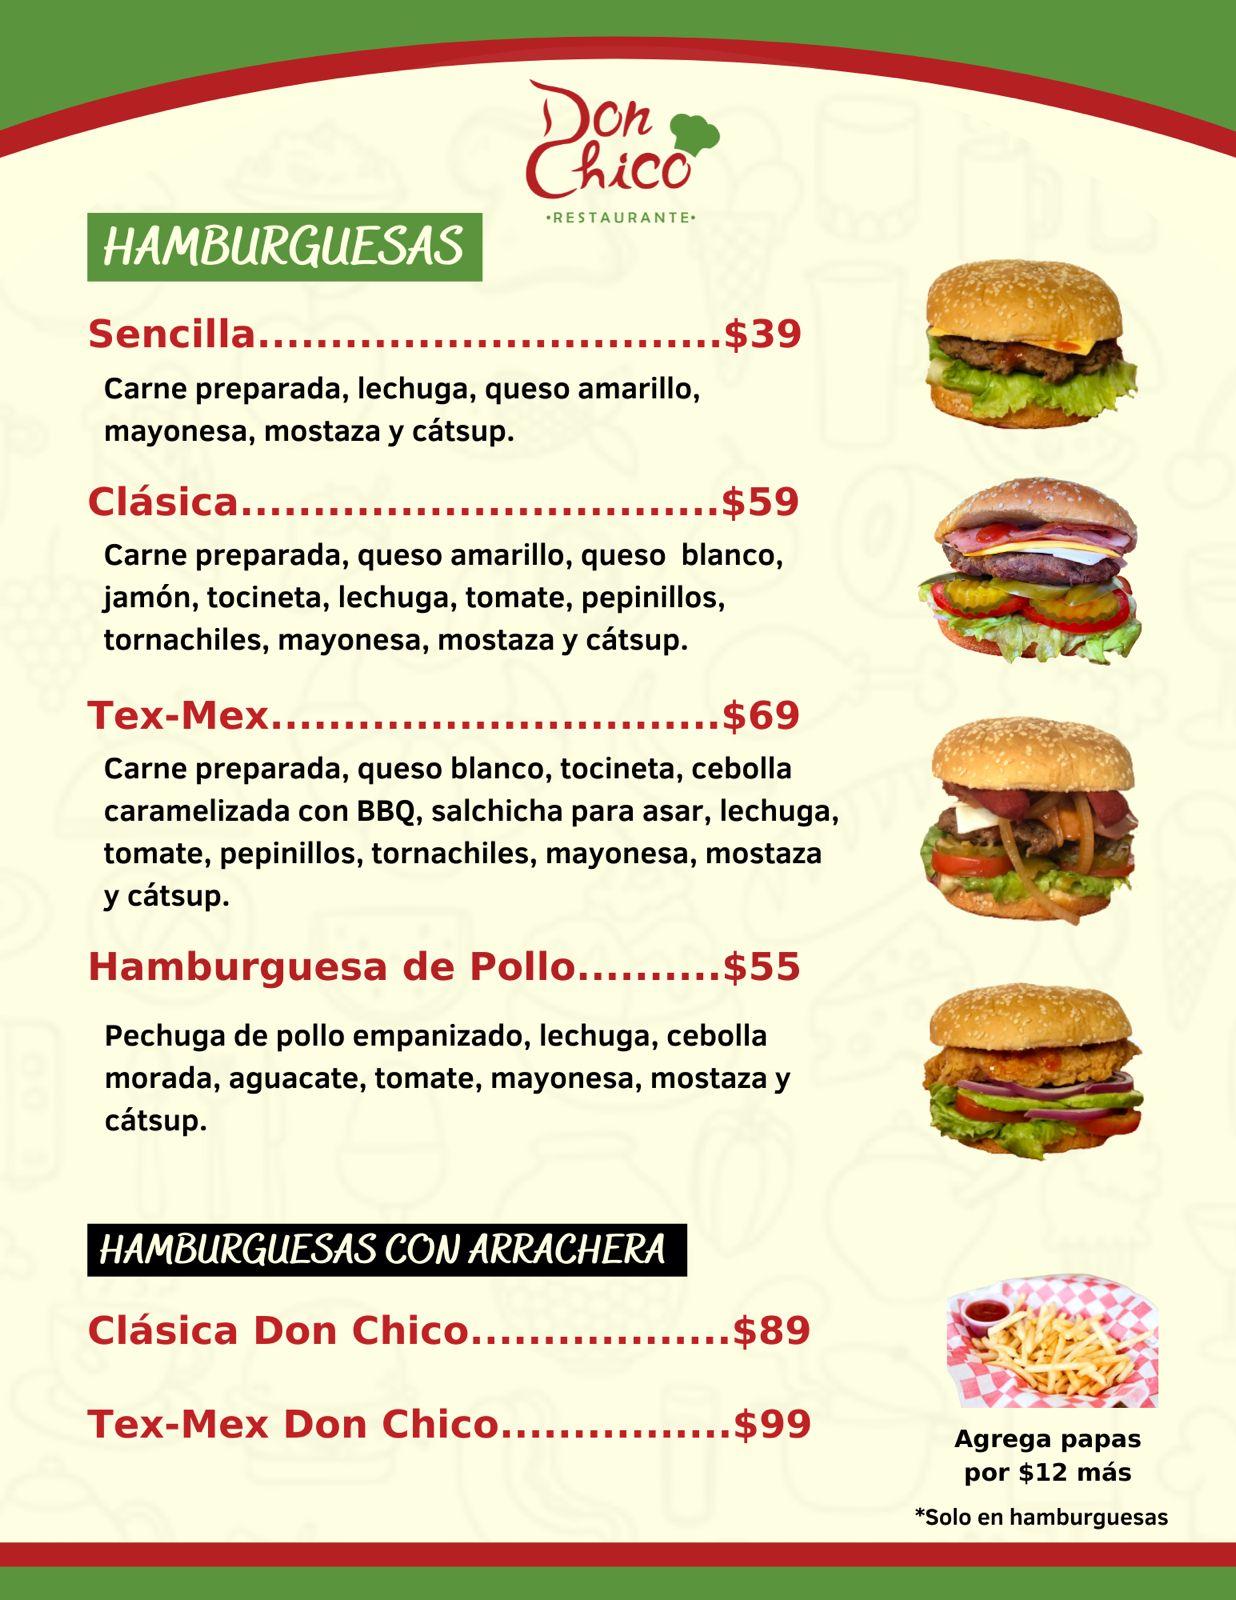 Don
Chico
•RESTAURANTE•
HAMBURGUESAS
Sencilla................................$39
Carne preparada, lechuga, queso amarillo,
mayonesa, mostaza y cátsup.
Clásica.................................$59
Carne preparada, queso amarillo, queso  blanco,
jamón, tocineta, lechuga, tomate, pepinillos,
tornachiles, mayonesa, mostaza y cátsup.
Tex-Mex...............................$69
Carne preparada, queso blanco, tocineta, cebolla
caramelizada con BBQ, salchicha para asar, lechuga,
tomate, pepinillos, tornachiles, mayonesa, mostaza
y cátsup.
Hamburguesa de Pollo..........$55
Pechuga de pollo empanizado, lechuga, cebolla
morada, aguacate, tomate, mayonesa, mostaza y
cátsup.
HAMBURGUESAS CON ARRACHERA
Clásica Don Chico..................$89
Tex-Mex Don Chico................$99
Agrega papas
por $12 más
*Solo en hamburguesas